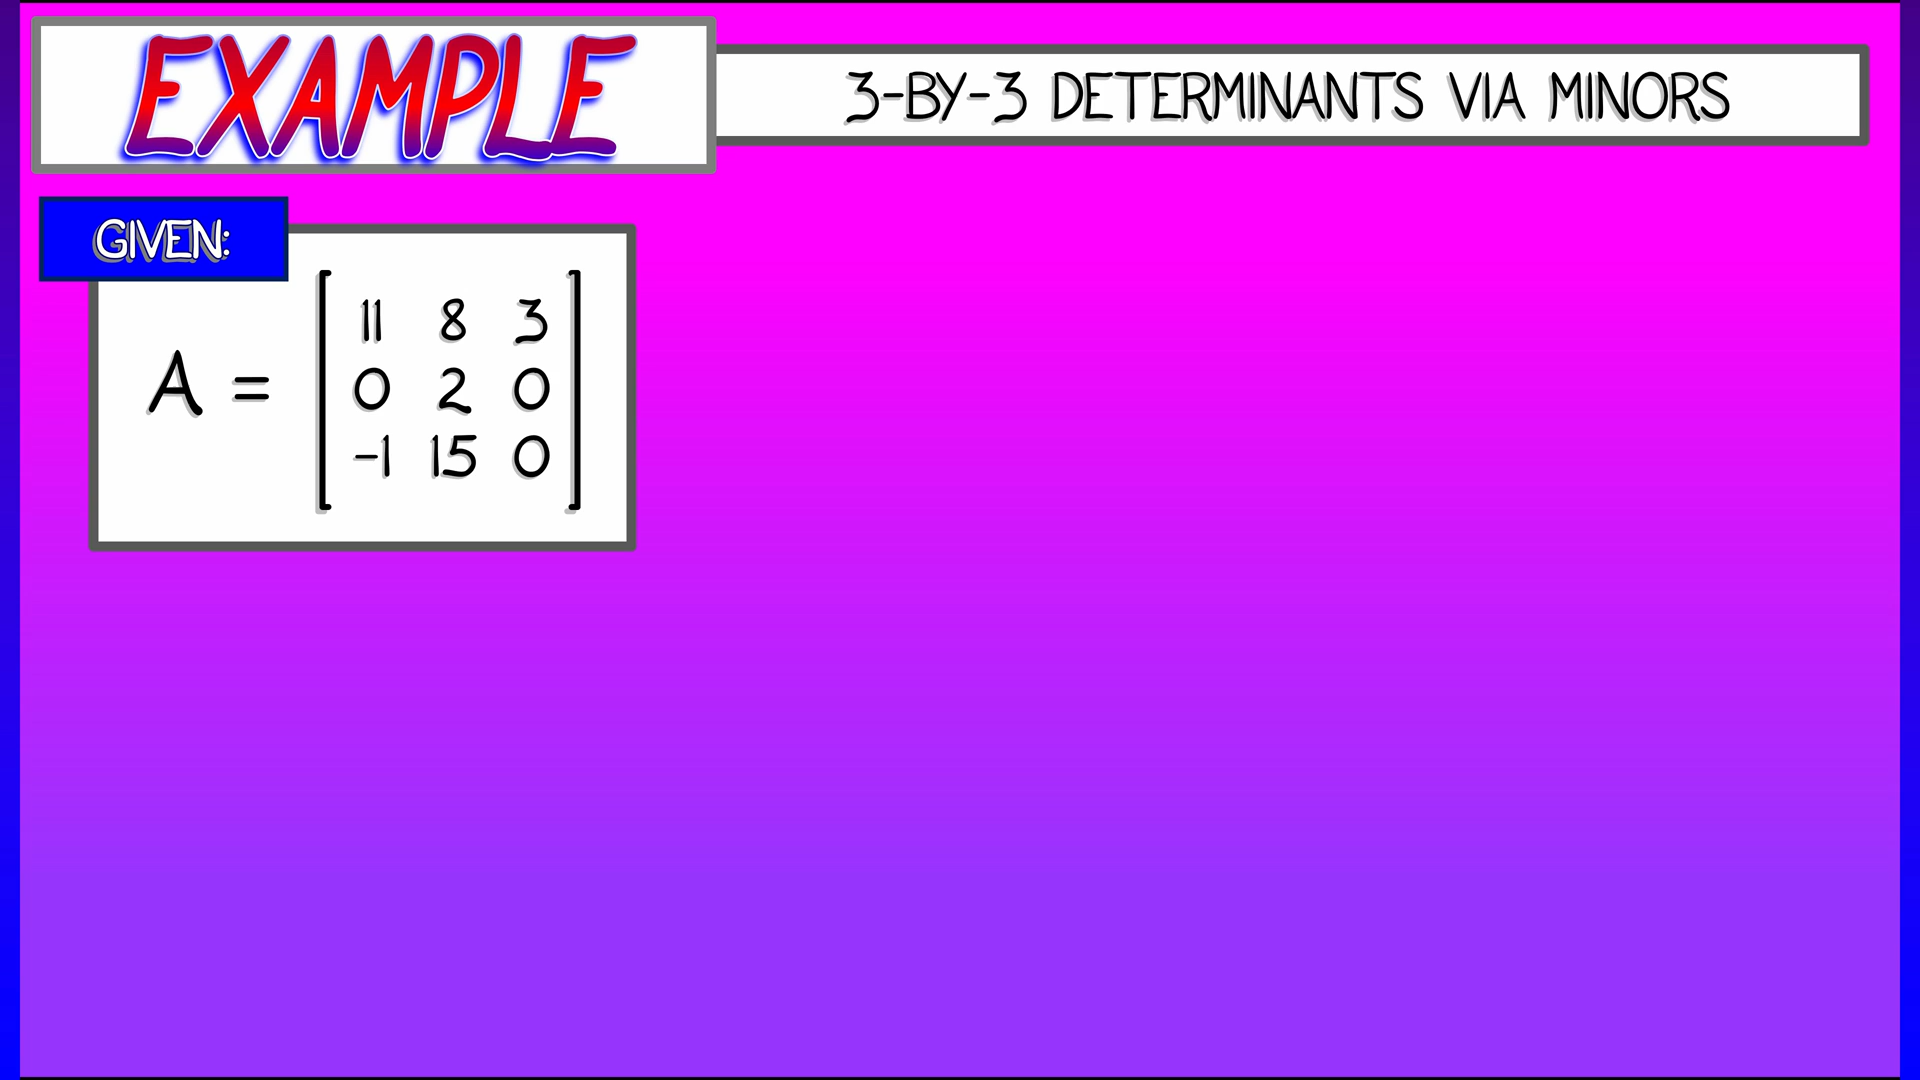 EXAMPLE
3-BY-3 DETERMINANTS VIA MINORS
GIVEN:
11 8 3
A = 0 2 0
-1 15 0